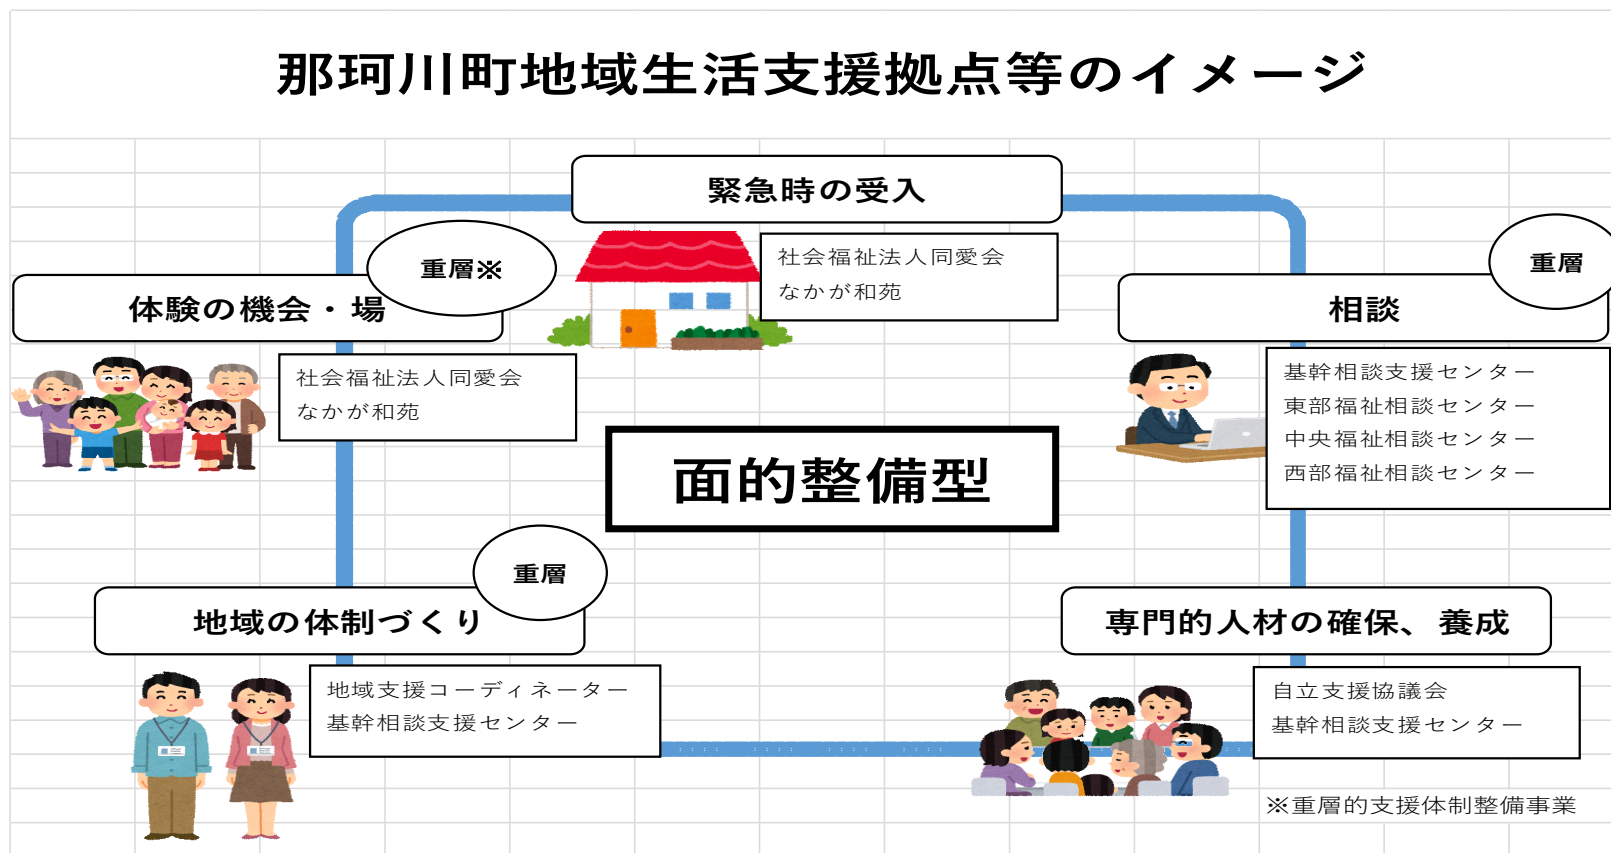 那珂川町地域生活支援拠点等のイメージ
緊急時の受入
社会福祉法人同愛会
なかが和苑
重層※
体験の機会・場
社会福祉法人同愛会
なかが和苑
重層
相談
基幹相談支援センター
東部福祉相談センター
中央福祉相談センター
西部福祉相談センター
面的整備型
重層
地域の体制づくり
地域支援コーディネーター
基幹相談支援センター
専門的人材の確保、養成
自立支援協議会
基幹相談支援センター
※重層的支援体制整備事業